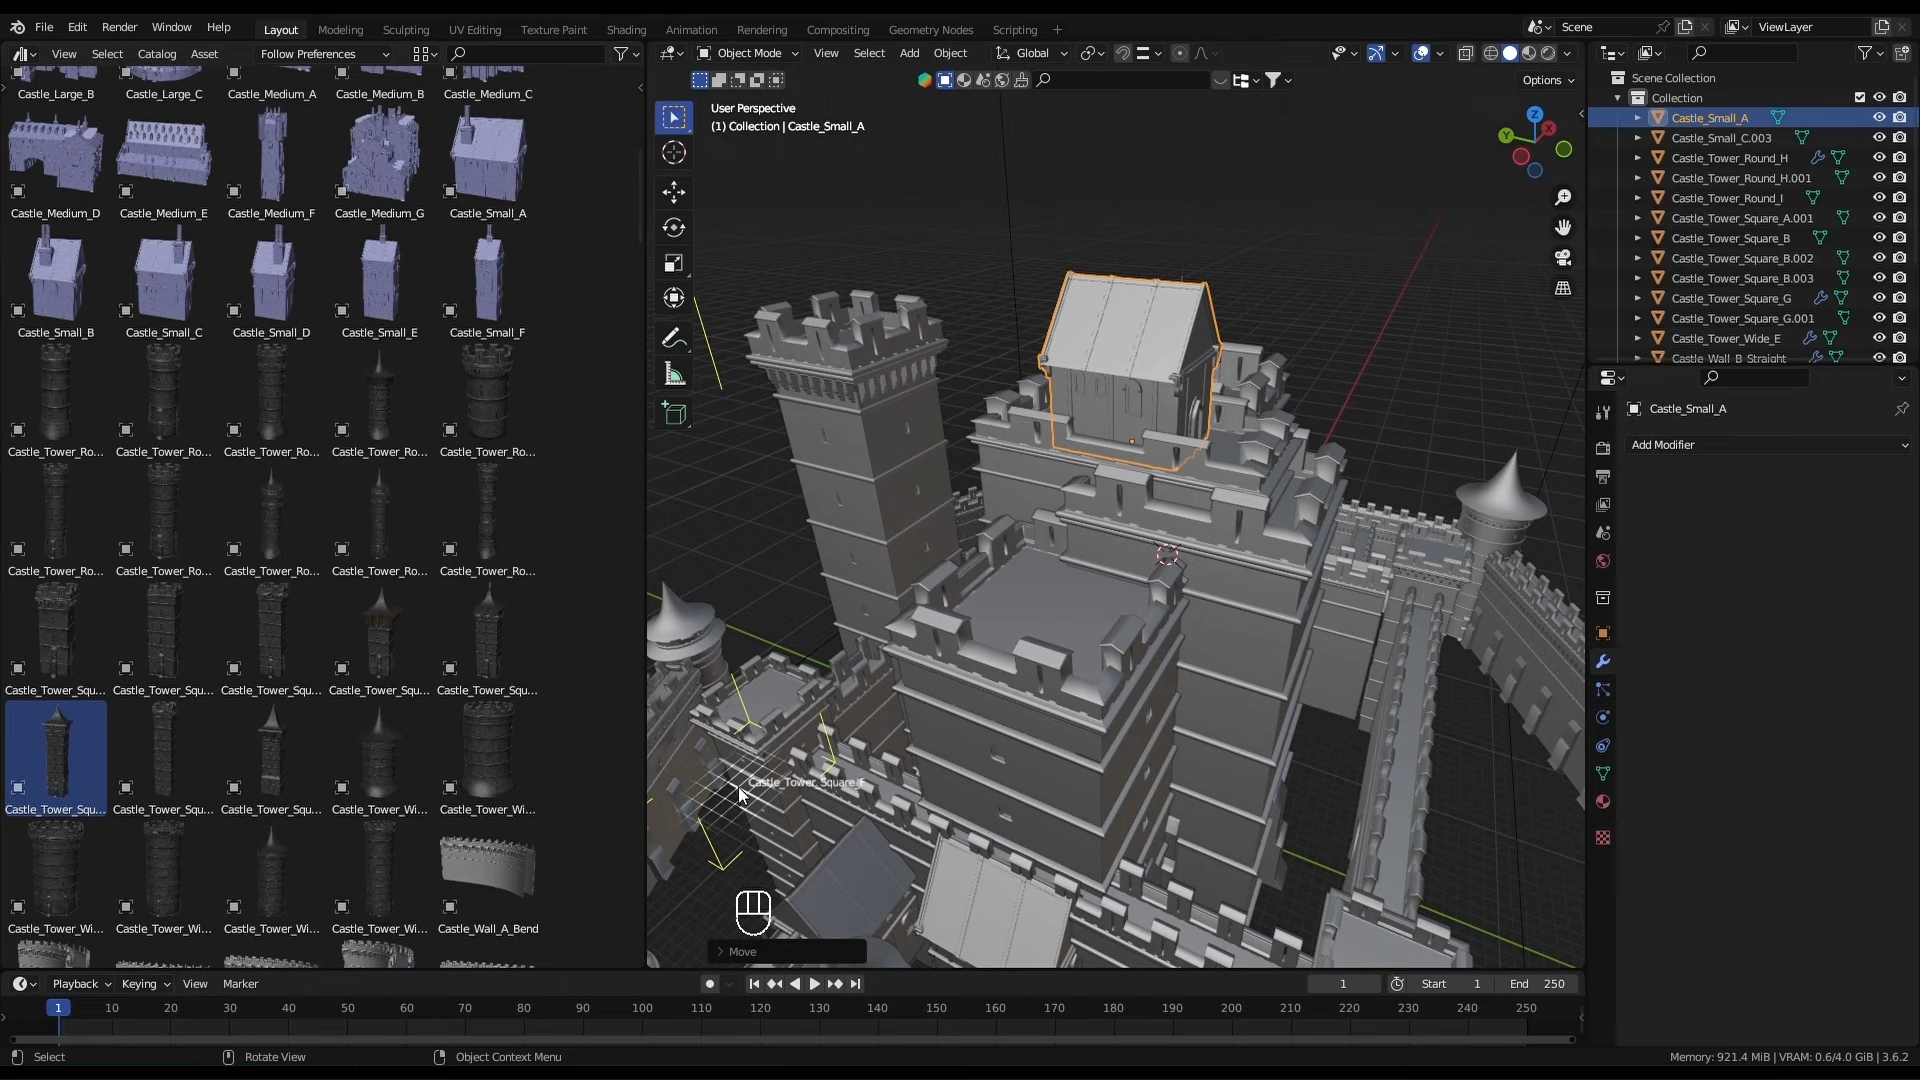 File Edit Render Window Help Layout Modeling Sculpting UV Editing Texture Paint Shading Animation Rendering Compositing Geometry Nodes Scripting + Scene ViewLayer
View Select Catalog Asset Follow Preferences Object Mode View Select Add Object Global
Options
Castle_Large_B Castle_Large_C Castle_Medium_A Castle_Medium_B Castle_Medium_C
Castle_Medium_D Castle_Medium_E Castle_Medium_F Castle_Medium_G Castle_Small_A
Castle_Small_B Castle_Small_C Castle_Small_D Castle_Small_E Castle_Small_F
Castle_Tower_Ro... Castle_Tower_Ro... Castle_Tower_Ro... Castle_Tower_Ro... Castle_Tower_Ro...
Castle_Tower_Ro... Castle_Tower_Ro... Castle_Tower_Ro... Castle_Tower_Ro... Castle_Tower_Ro...
Castle_Tower_Squ... Castle_Tower_Squ... Castle_Tower_Squ... Castle_Tower_Squ... Castle_Tower_Squ...
Castle_Tower_Squ... Castle_Tower_Squ... Castle_Tower_Squ... Castle_Tower_Wi... Castle_Tower_Wi...
Castle_Tower_Wi... Castle_Tower_Wi... Castle_Tower_Wi... Castle_Tower_Wi... Castle_Wall_A_Bend
User Perspective
(1) Collection | Castle_Small_A
Z
X
Y
Castle_Tower_Square_F
Move
Scene Collection
Collection
Castle_Small_A
Castle_Small_C.003
Castle_Tower_Round_H
Castle_Tower_Round_H.001
Castle_Tower_Round_I
Castle_Tower_Square_A.001
Castle_Tower_Square_B
Castle_Tower_Square_B.002
Castle_Tower_Square_B.003
Castle_Tower_Square_G
Castle_Tower_Square_G.001
Castle_Tower_Wide_E
Castle_Wall_B_Straight
Castle_Small_A
Add Modifier
Playback Keying View Marker 1 Start 1 End 250
1 10 20 30 40 50 60 70 80 90 100 110 120 130 140 150 160 170 180 190 200 210 220 230 240 250
Select Rotate View Object Context Menu Memory: 921.4 MiB | VRAM: 0.6/4.0 GiB | 3.6.2